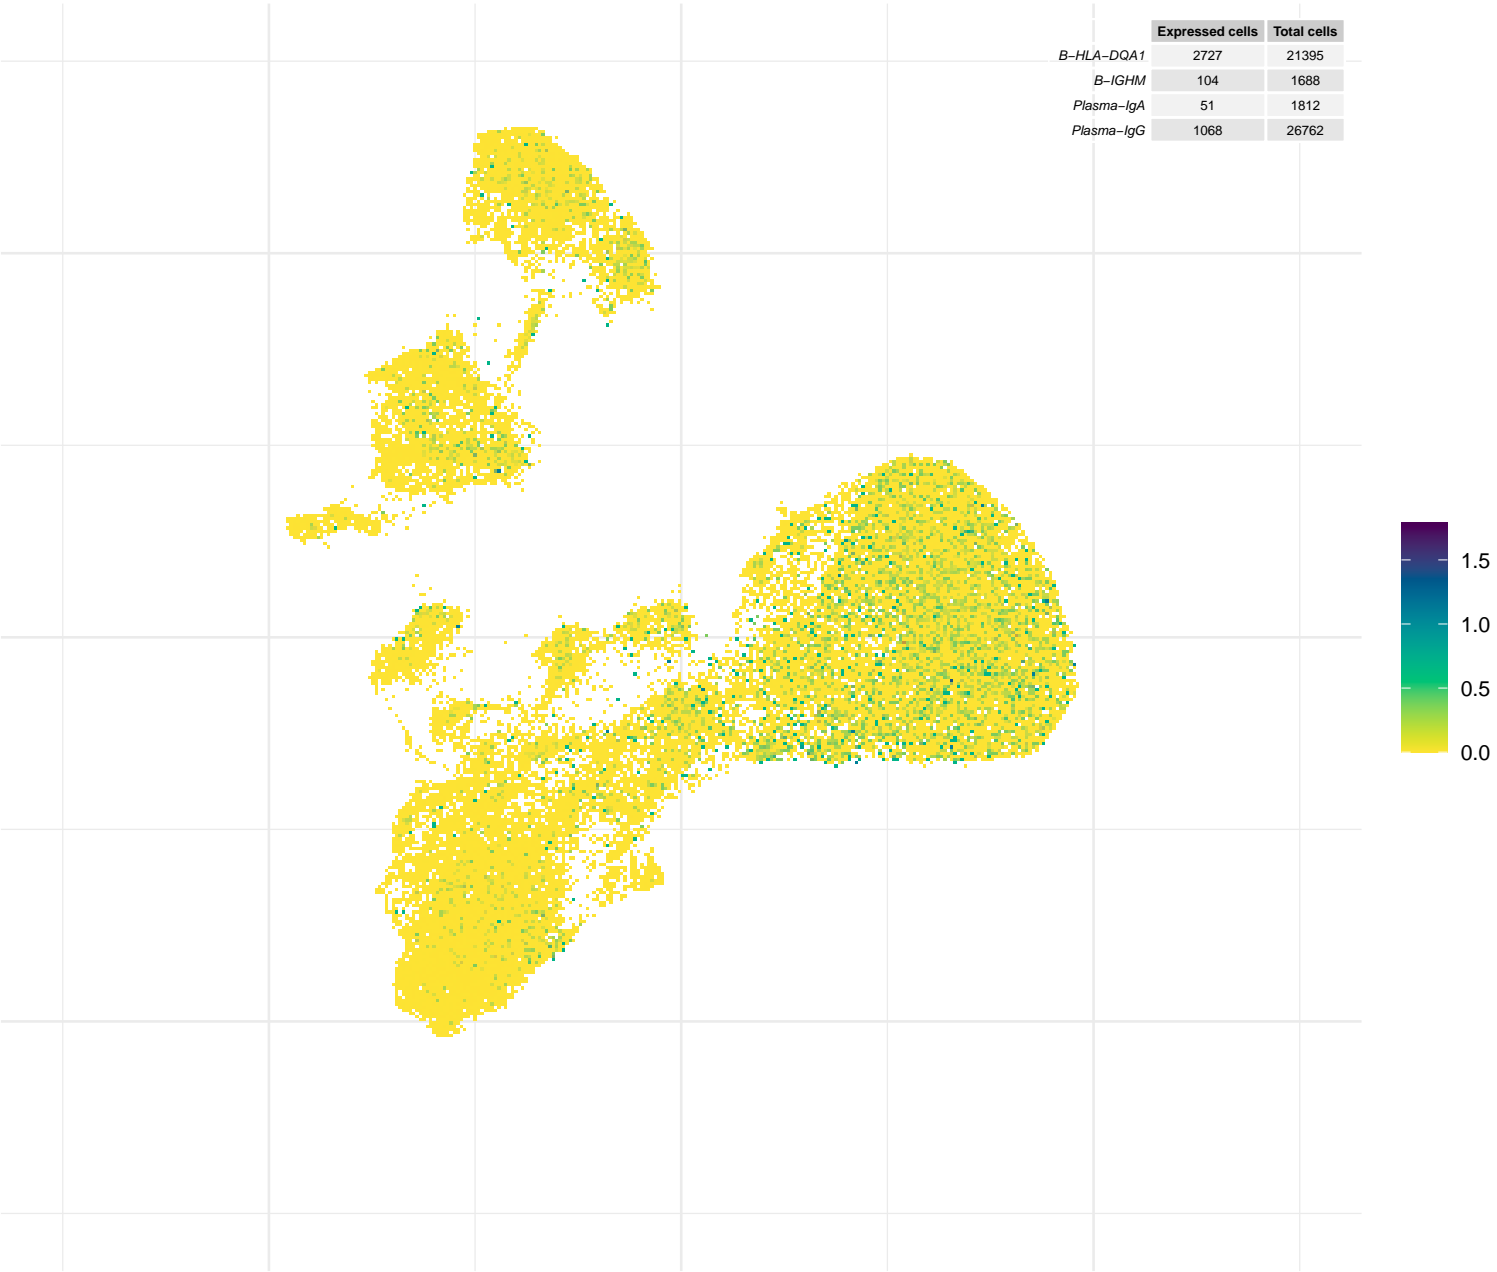 Expressed cells Total cells
B−HLA−DQA1 2727 21395
B−IGHM 104 1688
Plasma−IgA 51 1812
Plasma−IgG 1068 26762
1.5
1.0
0.5
0.0